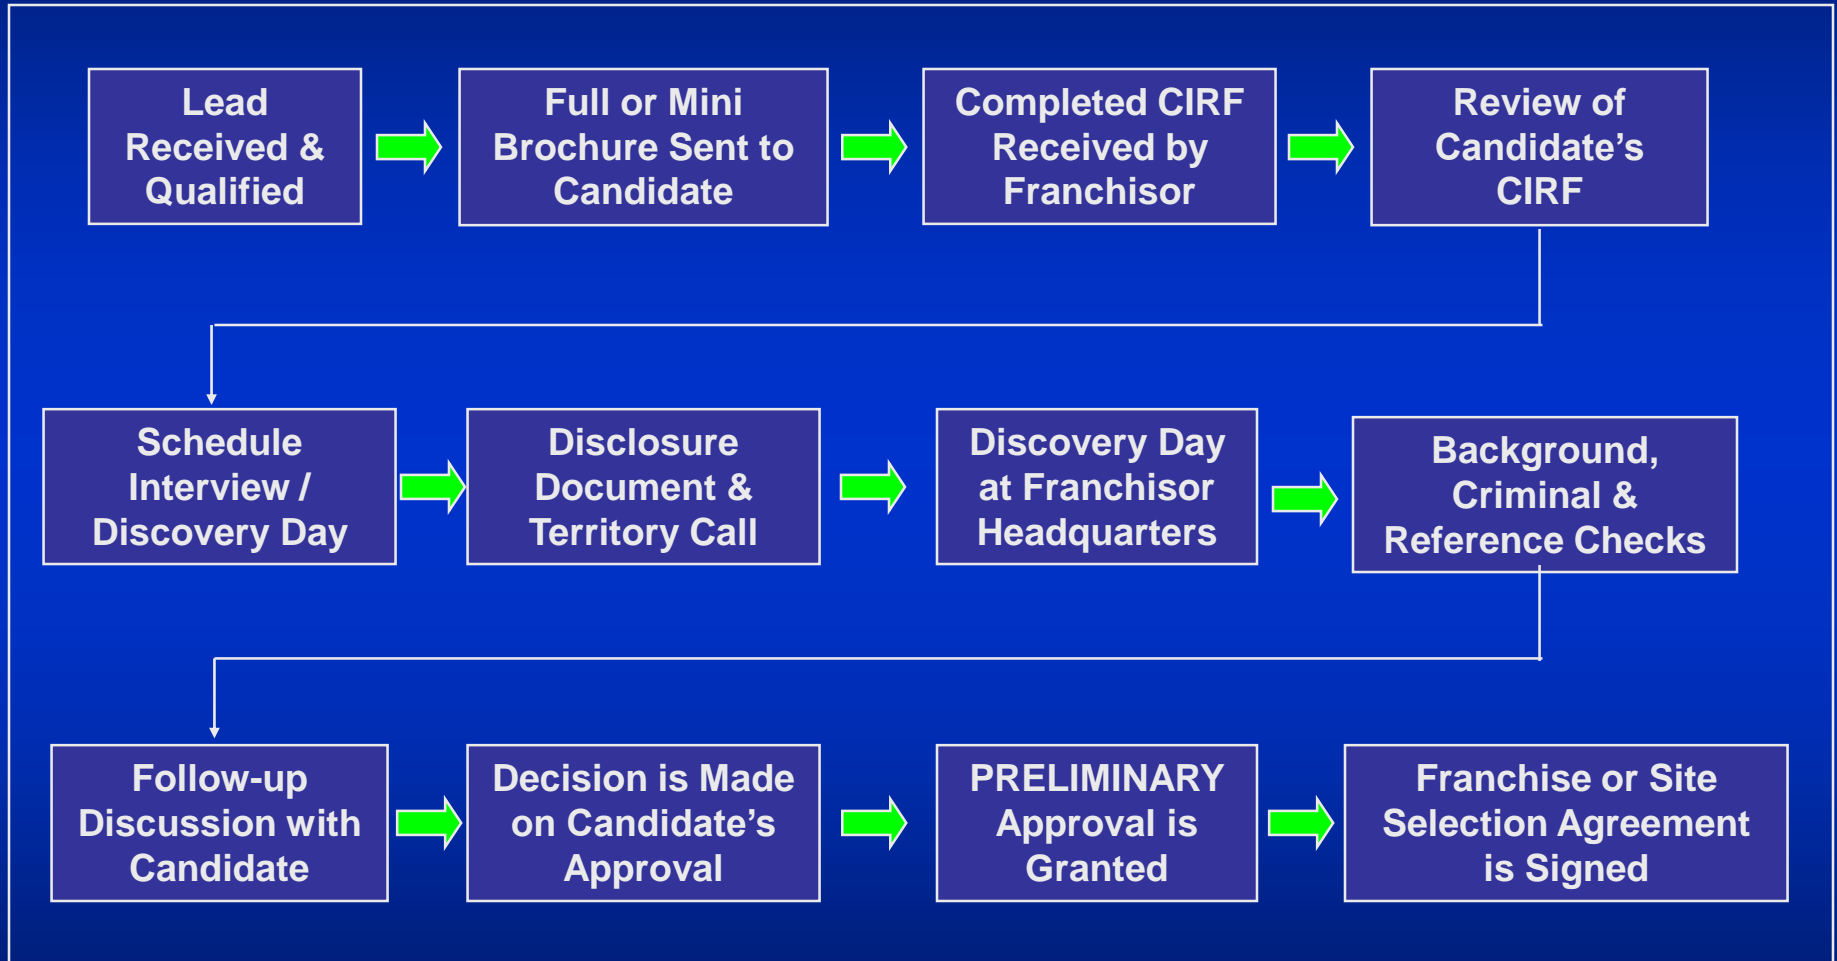 Lead
Received &
Qualified
Full or Mini
Brochure Sent to
Candidate
Completed CIRF
Received by
Franchisor
Review of
Candidate’s
CIRF
Schedule
Interview /
Discovery Day
Disclosure
Document &
Territory Call
Discovery Day
at Franchisor
Headquarters
Background,
Criminal &
Reference Checks
Follow-up
Discussion with
Candidate
Decision is Made
on Candidate’s
Approval
PRELIMINARY
Approval is
Granted
Franchise or Site
Selection Agreement
is Signed